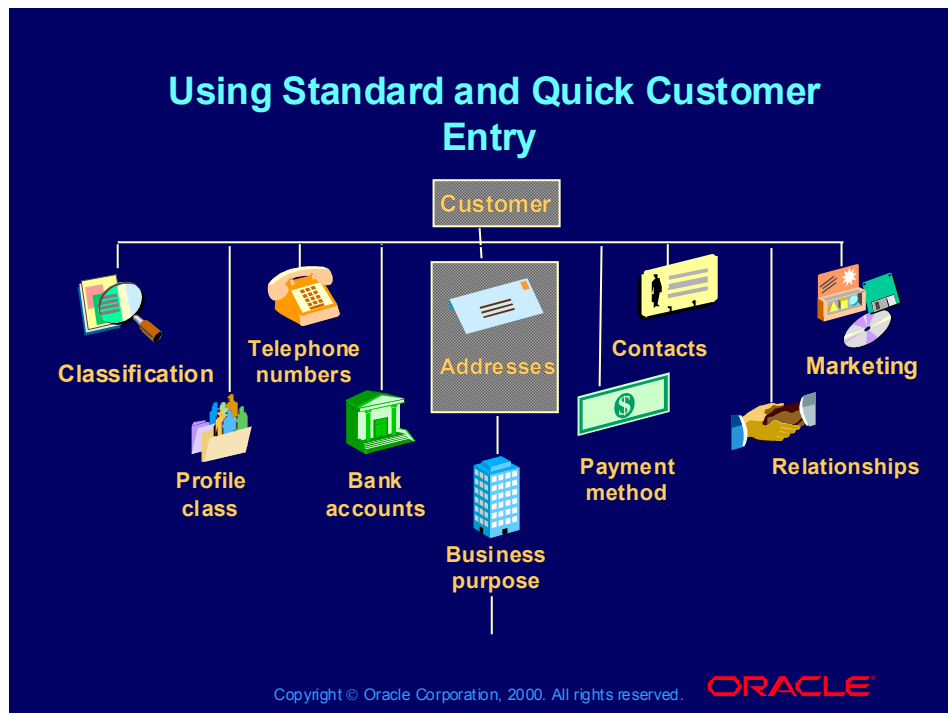 Using Standard and Quick Customer
Entry
Customer
Classification
Telephone
numbers
Addresses
Contacts
Marketing
Profile
class
Bank
accounts
Business
purpose
Payment
method
Relationships
Copyright © Oracle Corporation, 2000. All rights reserved.
ORACLE®